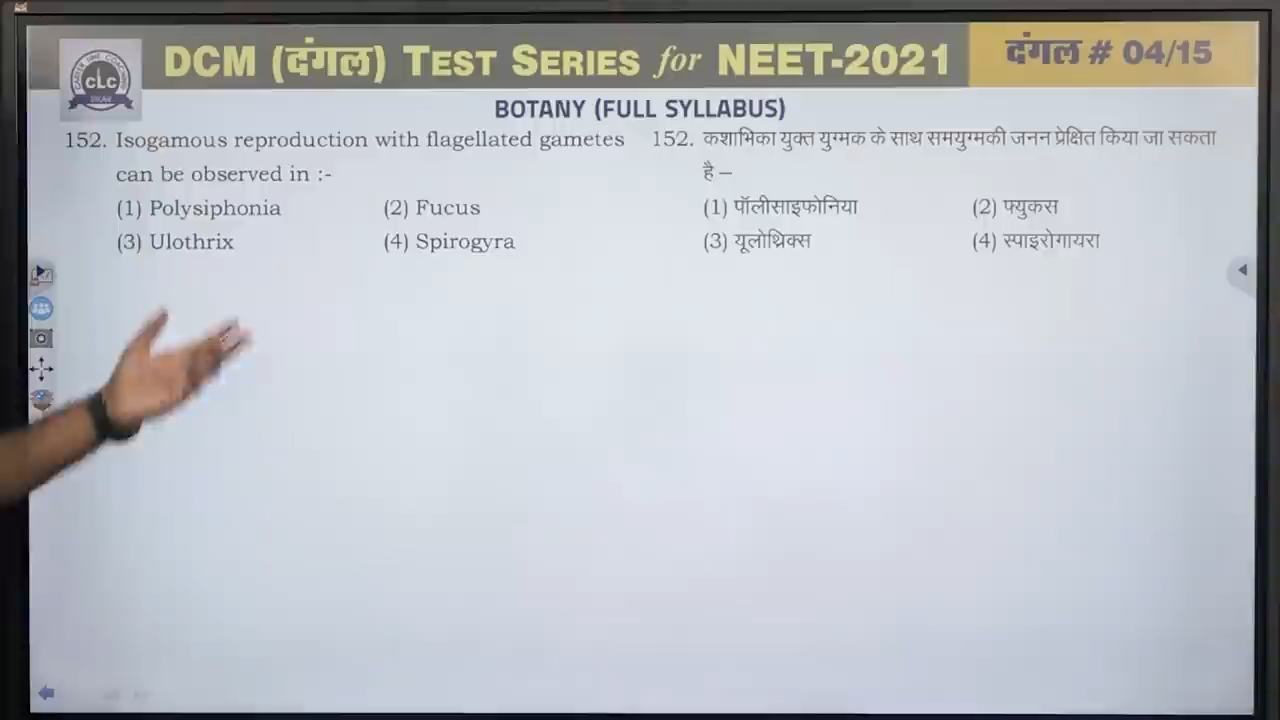 DCM (दंगल) TEST SERIES for NEET-2021
दंगल # 04/15
CLC
BOTANY (FULL SYLLABUS)
152. Isogamous reproduction with flagellated gametes
can be observed in :-
(1) Polysiphonia (2) Fucus
(3) Ulothrix (4) Spirogyra
152. कशाभिका युक्त युग्मक के साथ समयुग्मकी जनन प्रेक्षित किया जा सकता
है –
(1) पॉलीसाइफोनिया (2) फ्युकस
(3) यूलोथ्रिक्स (4) स्पाइरोगायरा